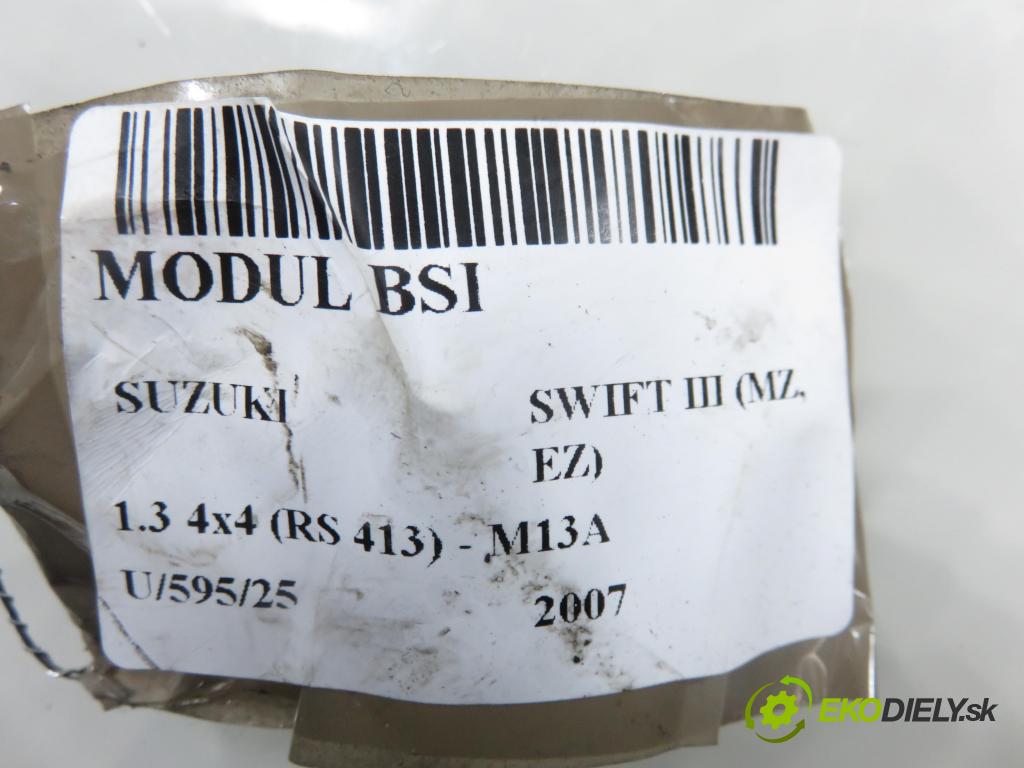 MODUL BSI
SUZUKI
SWIFT III (MZ,
EZ)
1.3 4x4 (RS 413) - M13A
U/595/25
2007
EKODIELY.sk